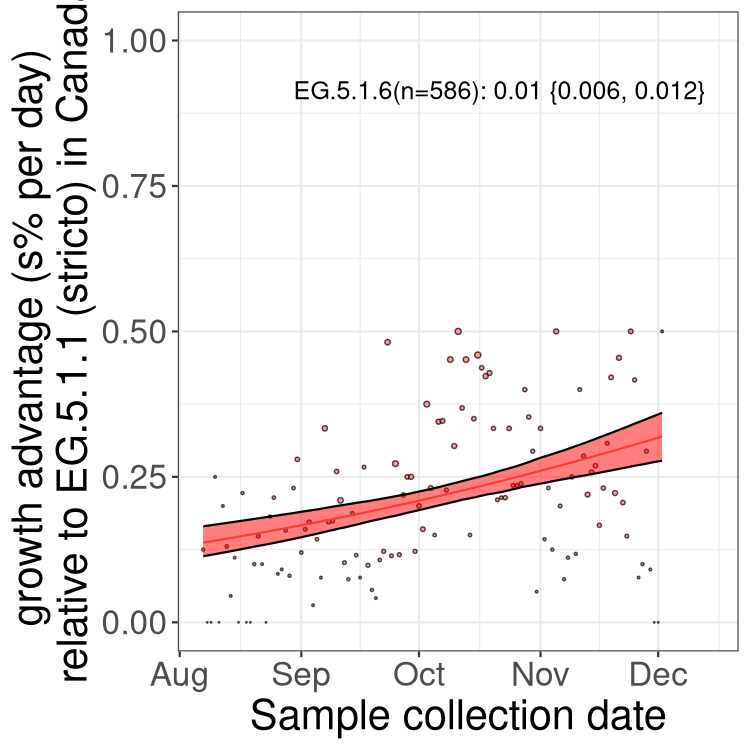 growth advantage (s% per day)
relative to EG.5.1.1 (stricto) in Canada
1.00
0.75
0.50
0.25
0.00
EG.5.1.6(n=586): 0.01 {0.006, 0.012}
Aug Sep Oct Nov Dec
Sample collection date